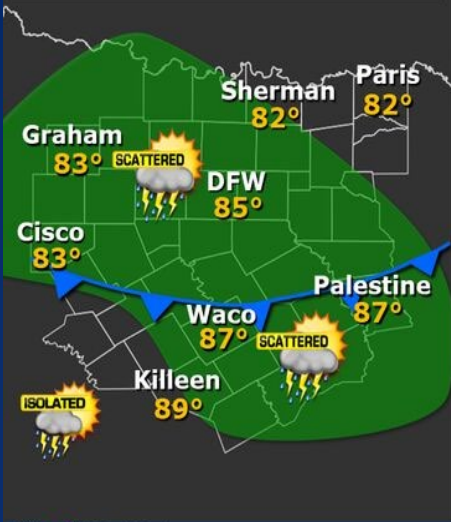 Sherman
82°
Paris
82°
Graham
83°
SCATTERED
DFW
85°
Cisco
83°
Palestine
87°
Waco
87°
SCATTERED
Killeen
89°
ISOLATED